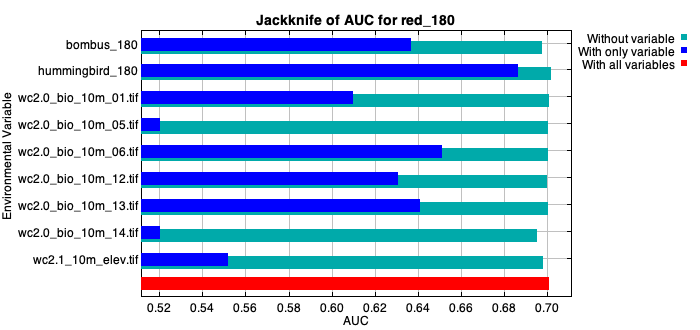 Jackknife of AUC for red_180
Environmental Variable
bombus_180
hummingbird_180
wc2.0_bio_10m_01.tif
wc2.0_bio_10m_05.tif
wc2.0_bio_10m_06.tif
wc2.0_bio_10m_12.tif
wc2.0_bio_10m_13.tif
wc2.0_bio_10m_14.tif
wc2.1_10m_elev.tif
0.52 0.54 0.56 0.58 0.60 0.62 0.64 0.66 0.68 0.70
AUC
Without variable
With only variable
With all variables